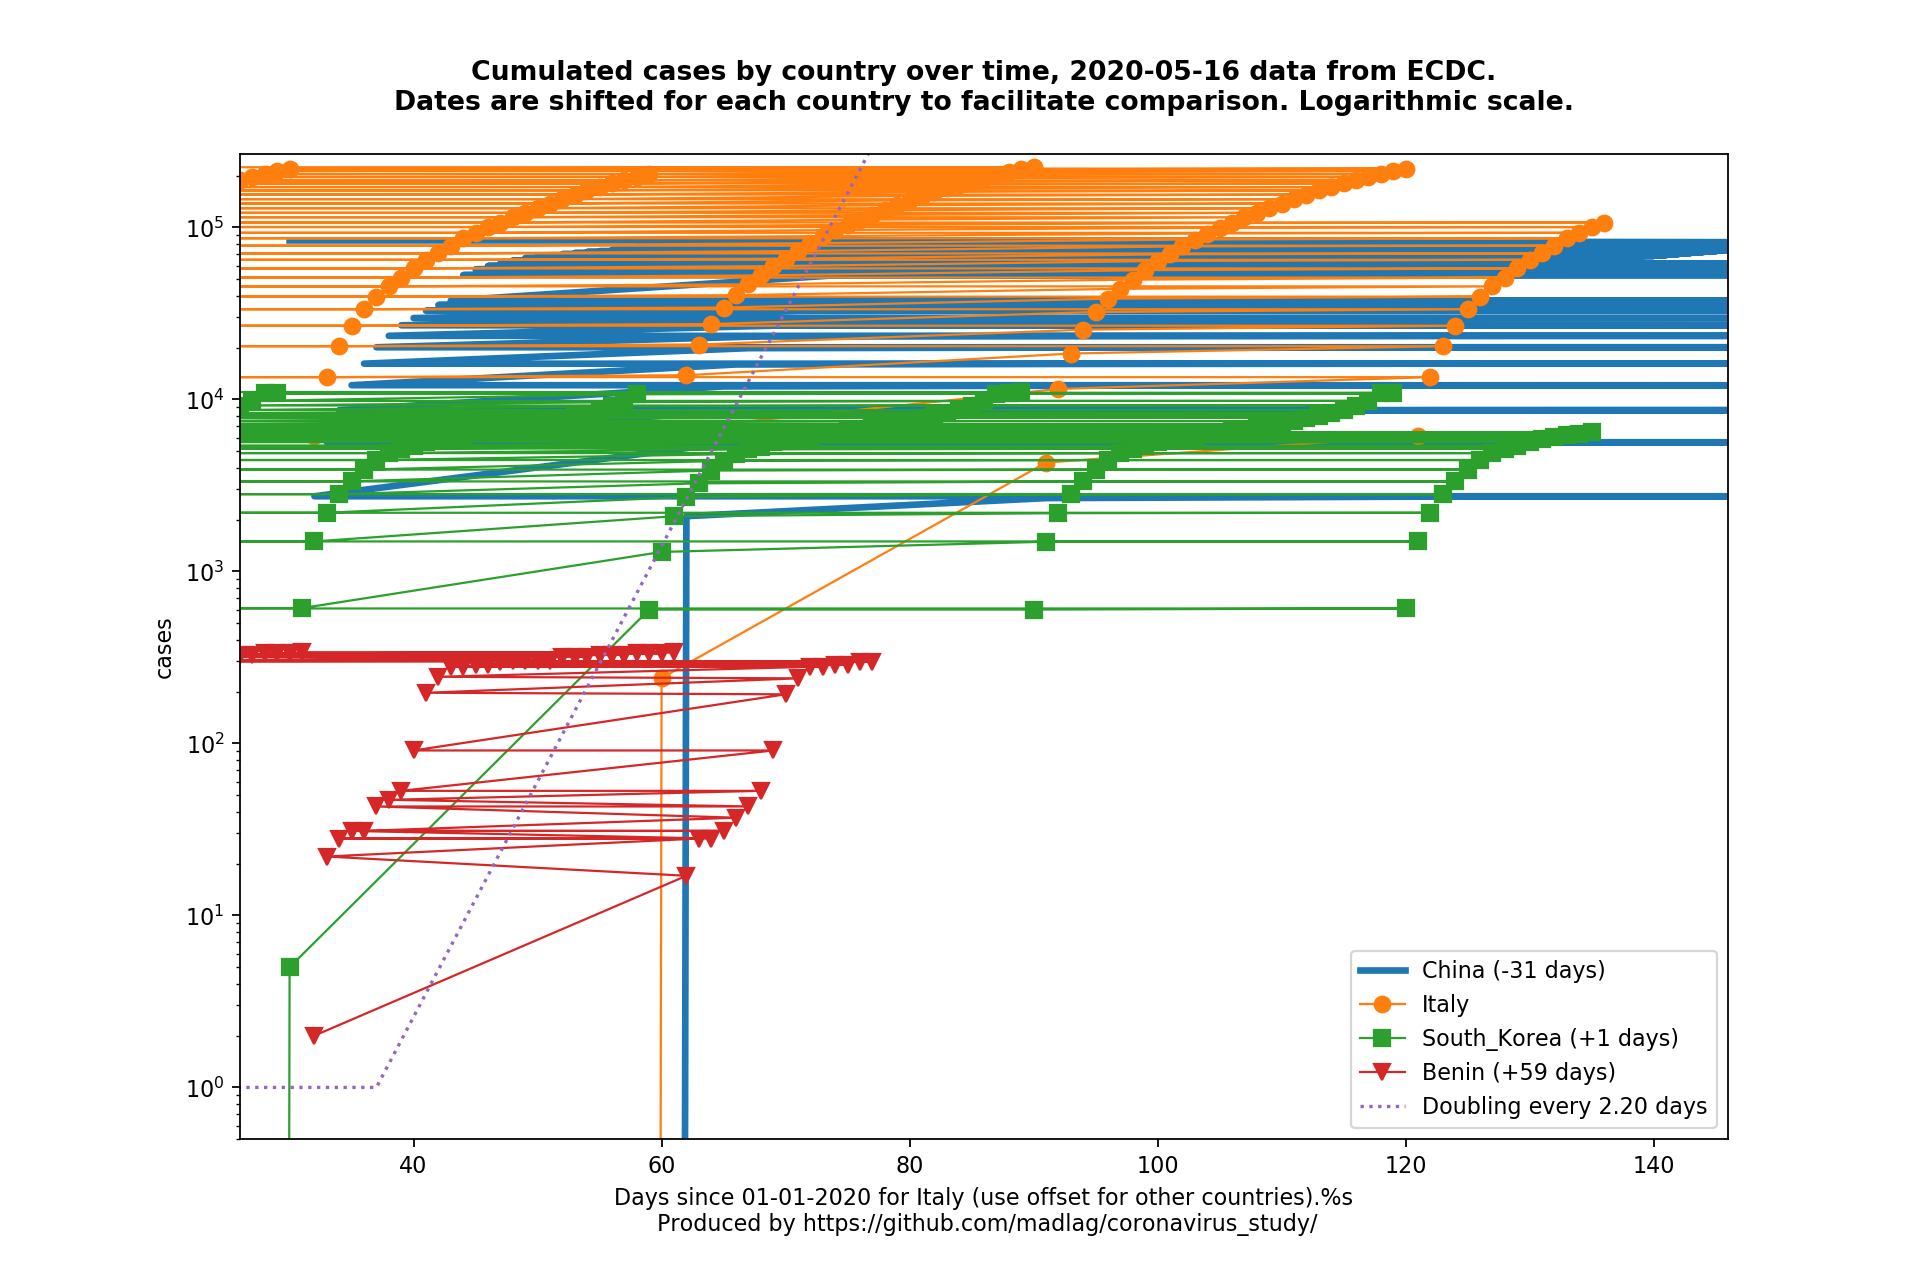 Cumulated cases by country over time, 2020-05-16 data from ECDC.
Dates are shifted for each country to facilitate comparison. Logarithmic scale.
10^5
10^4
10^3
10^2
10^1
10^0
cases
China (-31 days)
Italy
South_Korea (+1 days)
Benin (+59 days)
Doubling every 2.20 days
40 60 80 100 120 140
Days since 01-01-2020 for Italy (use offset for other countries).%s
Produced by https://github.com/madlag/coronavirus_study/